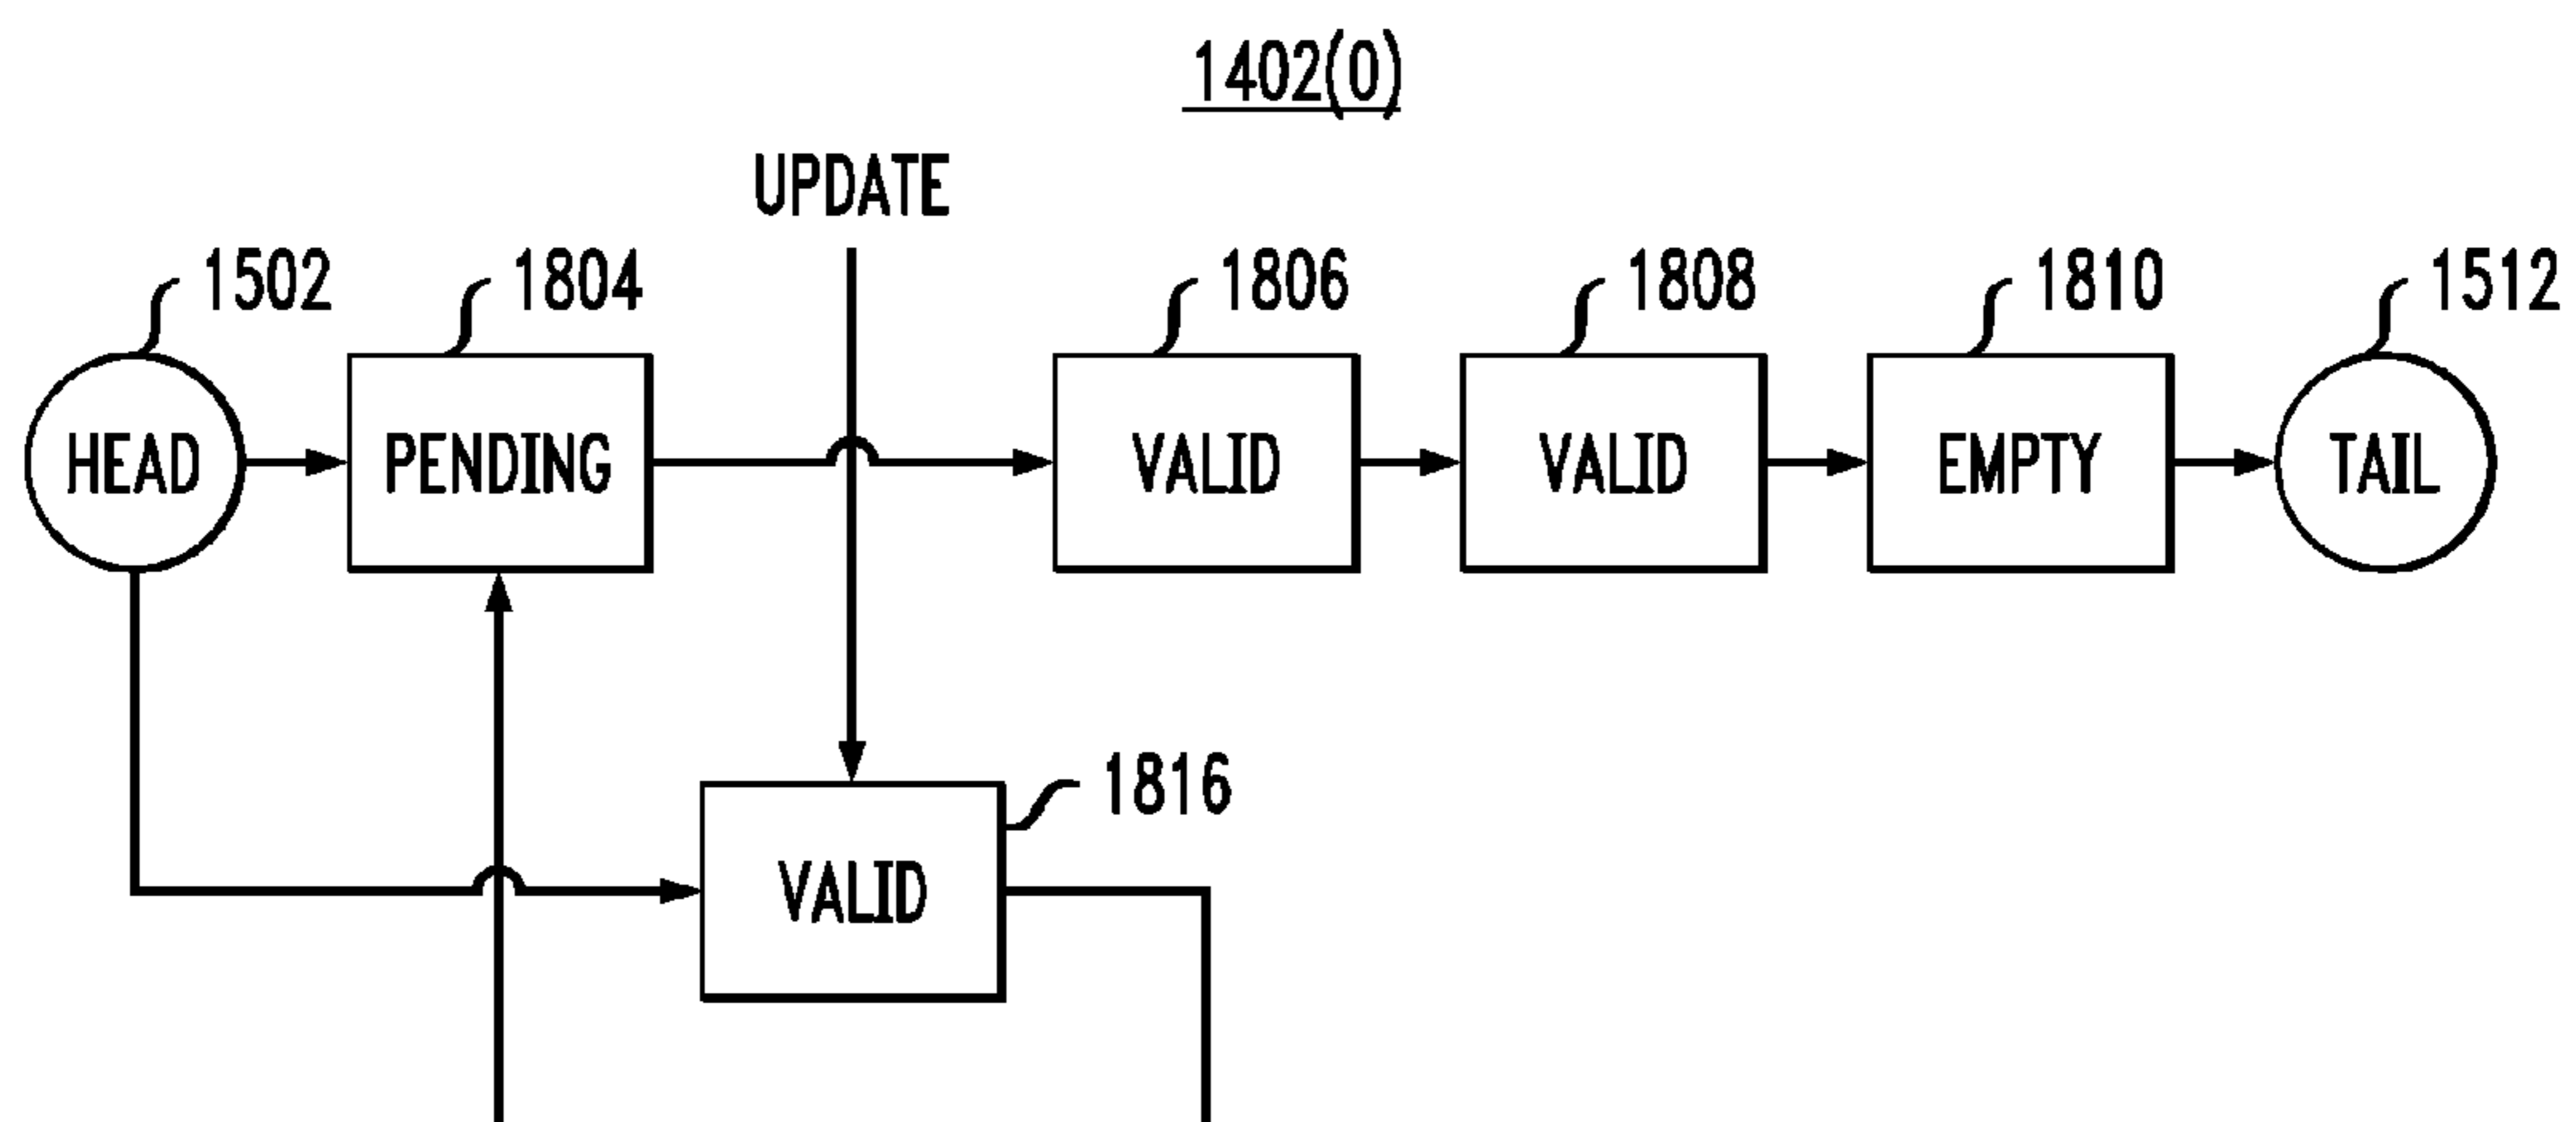 1402(0)
UPDATE
1502 1804 1806 1808 1810 1512
HEAD PENDING VALID VALID EMPTY TAIL
1816
VALID